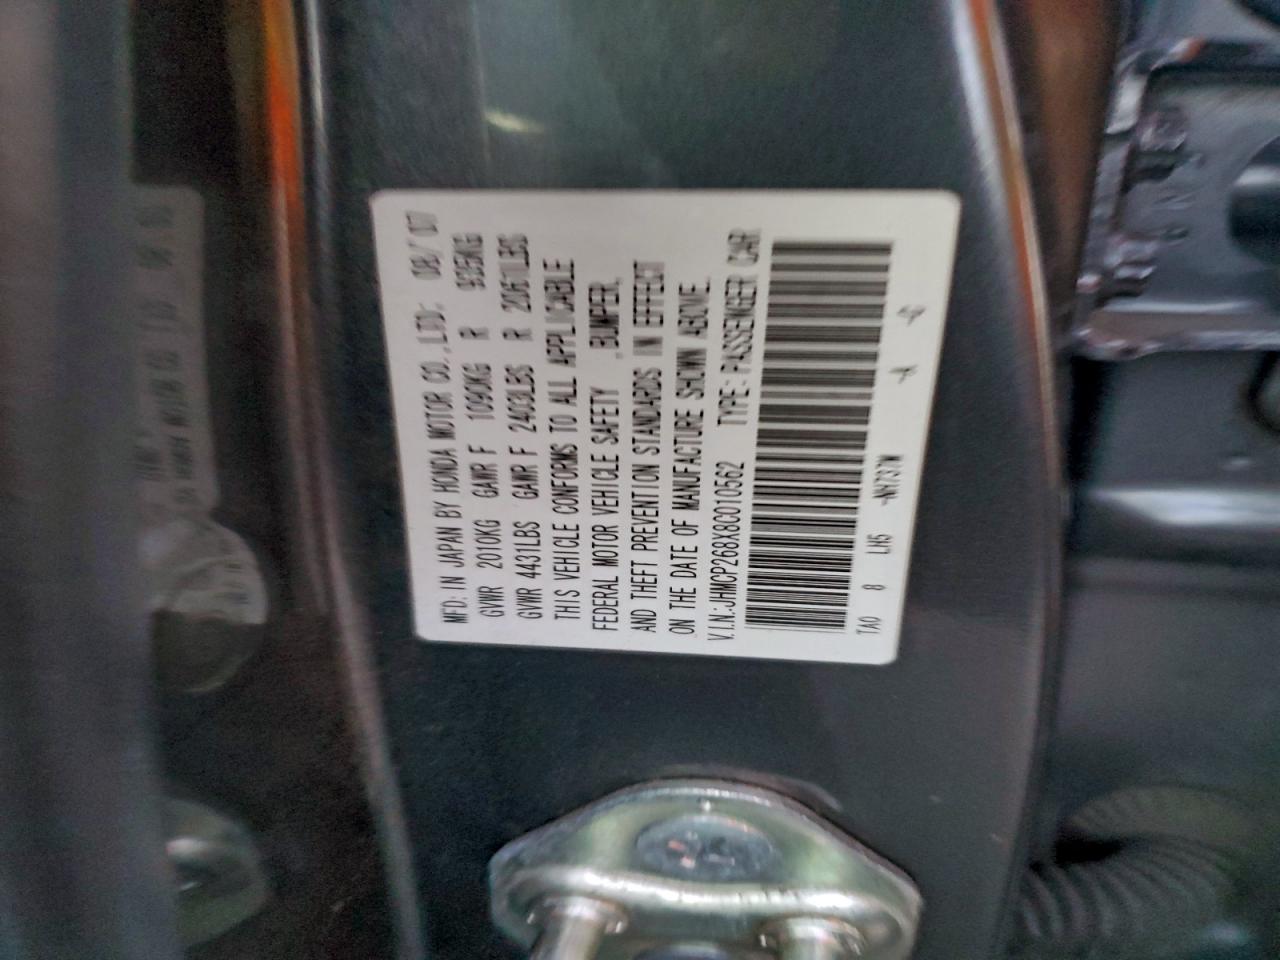 MFD. IN JAPAN BY HONDA MOTOR CO., LTD. 08/ 07
GVWR 2010KG GAWR F 1090KG R 935KG
GVWR 4431LBS GAWR F 2403LBS R 2061LBS
THIS VEHICLE CONFORMS TO ALL APPLICABLE
FEDERAL MOTOR VEHICLE SAFETY , BUMPER,
AND THEFT PREVENTION STANDARDS IN EFFECT
ON THE DATE OF MANUFACTURE SHOWN ABOVE.
V.I.N.:JHMCP268X8C010562 TYPE: PASSENGER CAR
TA0 8 LH5 -NH737M -A